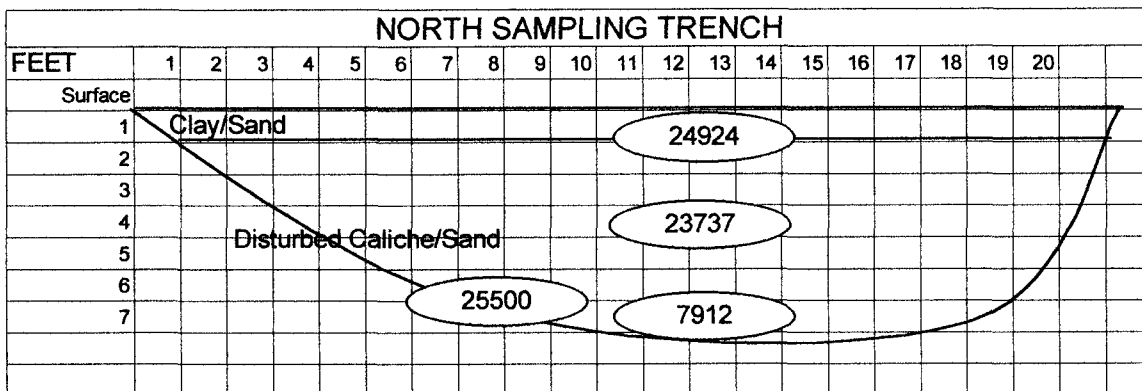 NORTH SAMPLING TRENCH
FEET 1 2 3 4 5 6 7 8 9 10 11 12 13 14 15 16 17 18 19 20
Surface
1 Clay/Sand 24924
2
3
4 23737
Disturbed Caliche/Sand
5
6 25500
7 7912